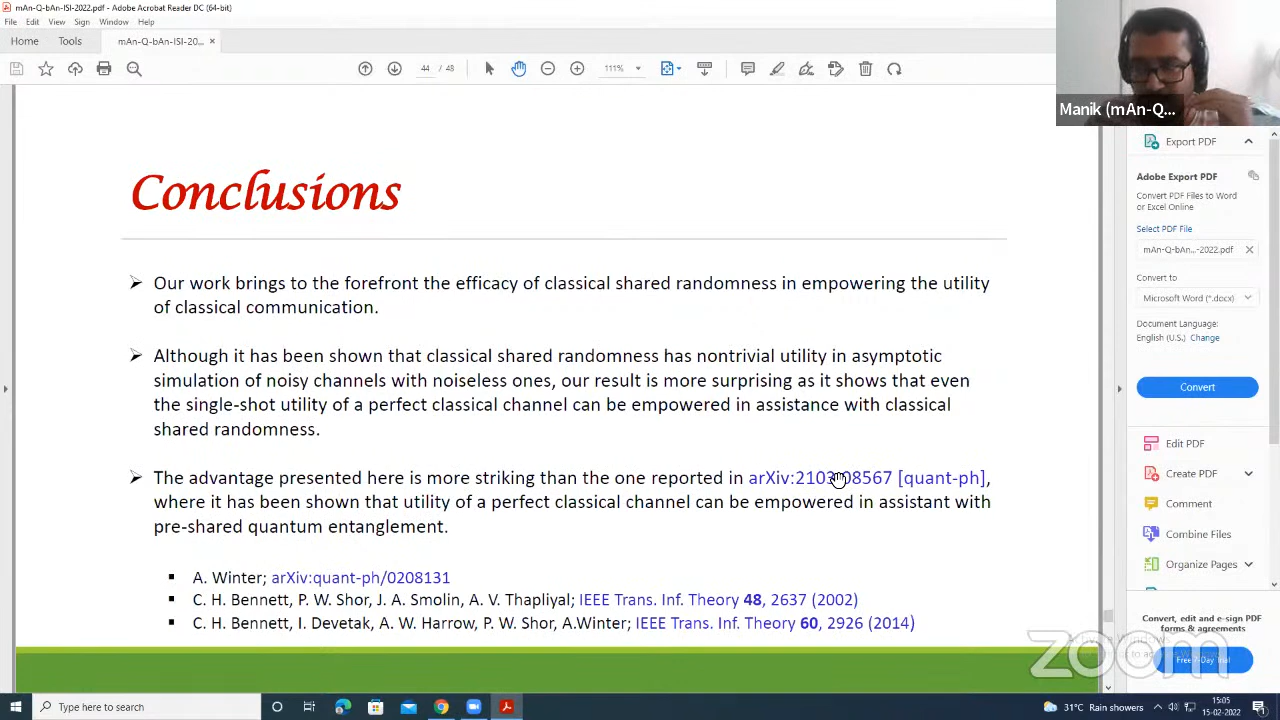 mAn-Q-bAn-ISI-2022.pdf - Adobe Acrobat Reader DC (64-bit)
File Edit View Sign Window Help
Home Tools mAn-Q-bAn-ISI-20... ×
44 / 48 111%
Manik (mAn-Q...
Export PDF
Adobe Export PDF
Convert PDF Files to Word
or Excel Online
Select PDF File
mAn-Q-bAn...-2022.pdf
Convert to
Microsoft Word (*.docx)
Document Language:
English (U.S.) Change
Convert
Edit PDF
Create PDF
Comment
Combine Files
Organize Pages
Convert, edit and e-sign PDF
forms & agreements
Free 7-Day Trial
Conclusions
➢ Our work brings to the forefront the efficacy of classical shared randomness in empowering the utility
of classical communication.
➢ Although it has been shown that classical shared randomness has nontrivial utility in asymptotic
simulation of noisy channels with noiseless ones, our result is more surprising as it shows that even
the single-shot utility of a perfect classical channel can be empowered in assistance with classical
shared randomness.
➢ The advantage presented here is more striking than the one reported in arXiv:2103.08567 [quant-ph],
where it has been shown that utility of a perfect classical channel can be empowered in assistant with
pre-shared quantum entanglement.
▪ A. Winter; arXiv:quant-ph/0208131
▪ C. H. Bennett, P. W. Shor, J. A. Smolin, A. V. Thapliyal; IEEE Trans. Inf. Theory 48, 2637 (2002)
▪ C. H. Bennett, I. Devetak, A. W. Harrow, P. W. Shor, A.Winter; IEEE Trans. Inf. Theory 60, 2926 (2014)
zoom
Type here to search
31°C Rain showers
15:05
15-02-2022